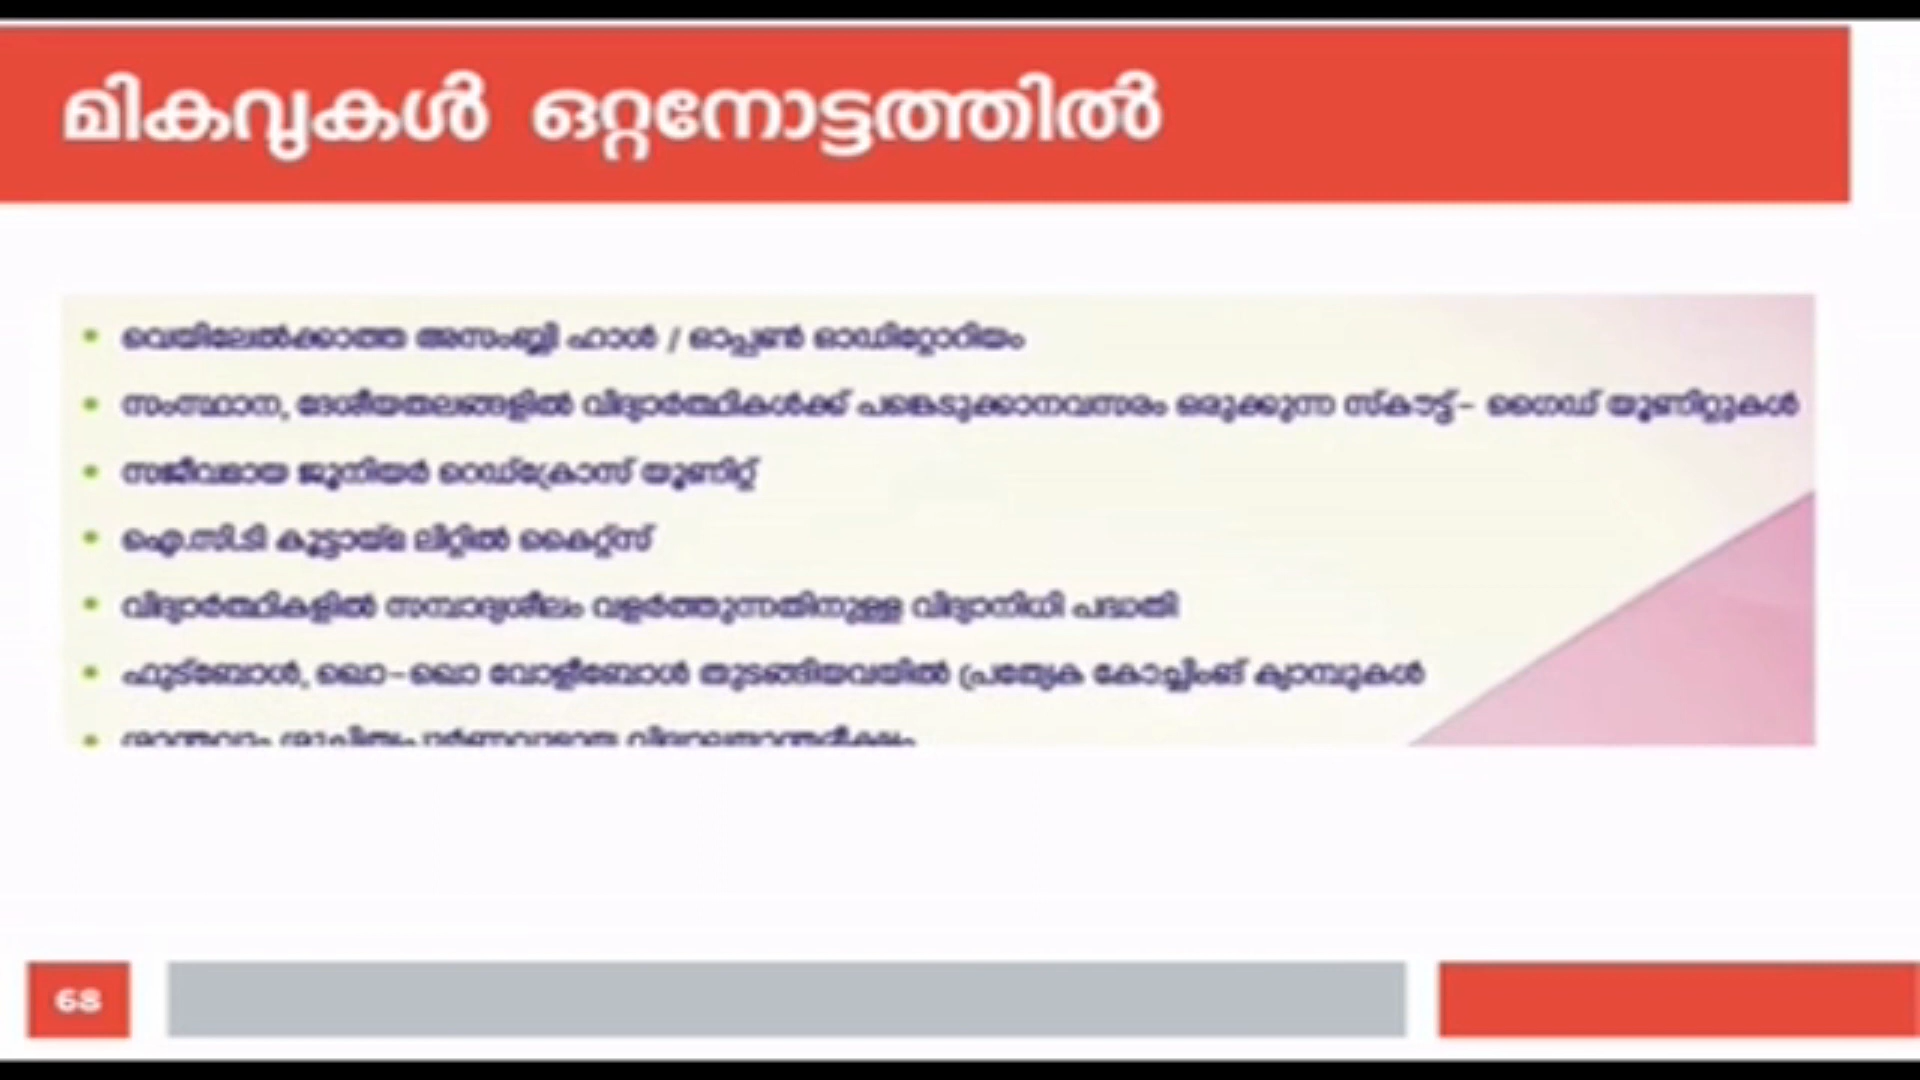 മികവുകൾ ഒറ്റനോട്ടത്തിൽ
• വെയിലേൽക്കാത്ത അസംബ്ലി ഹാൾ / ഓപ്പൺ ഓഡിറ്റോറിയം
• സംസ്ഥാന, ദേശീയതലങ്ങളിൽ വിദ്യാർത്ഥികൾക്ക് പങ്കെടുക്കാനവസരം ഒരുക്കുന്ന സ്കൗട്ട്- ഗൈഡ് യൂണിറ്റുകൾ
• സജീവമായ ജൂനിയർ റെഡ്ക്രോസ് യൂണിറ്റ്
• ഐ.സി.ടി കൂട്ടായ്മ ലിറ്റിൽ കൈറ്റ്സ്
• വിദ്യാർത്ഥികളിൽ സമ്പാദ്യശീലം വളർത്തുന്നതിനുള്ള വിദ്യാനിധി പദ്ധതി
• ഫുട്ബോൾ, ഖൊ-ഖൊ വോളീബോൾ തുടങ്ങിയവയിൽ പ്രത്യേക കോച്ചിംങ് ക്യാമ്പുകൾ
68